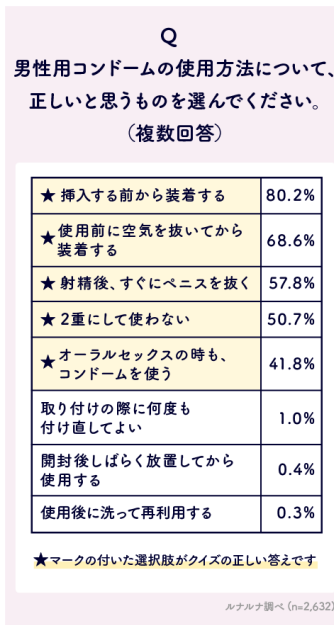 Q
男性用コンドームの使用方法について、
正しいと思うものを選んでください。
（複数回答）
★ 挿入する前から装着する 80.2%
★使用前に空気を抜いてから
装着する 68.6%
★ 射精後、すぐにペニスを抜く 57.8%
★ 2重にして使わない 50.7%
★オーラルセックスの時も、
コンドームを使う 41.8%
取り付けの際に何度も
付け直してよい 1.0%
開封後しばらく放置してから
使用する 0.4%
使用後に洗って再利用する 0.3%
★マークの付いた選択肢がクイズの正しい答えです
ルナルナ調べ（n=2,632）